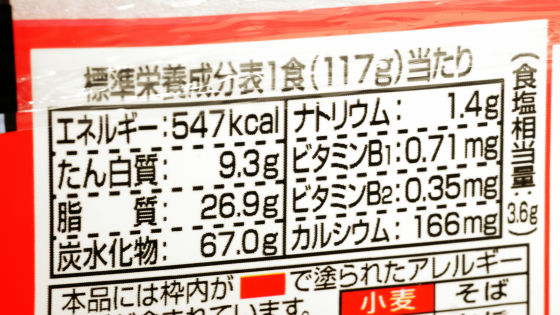 標準栄養成分表1食(117g)当たり
エネルギー:547kcal
たん白質: 9.3g
脂 質: 26.9g
炭水化物: 67.0g
ナトリウム: 1.4g
ビタミンB1:0.71mg
ビタミンB2:0.35mg
カルシウム: 166mg
(食塩相当量:3.6g)
本品には枠内が で塗られたアレルギー
ています。
小麦
そば